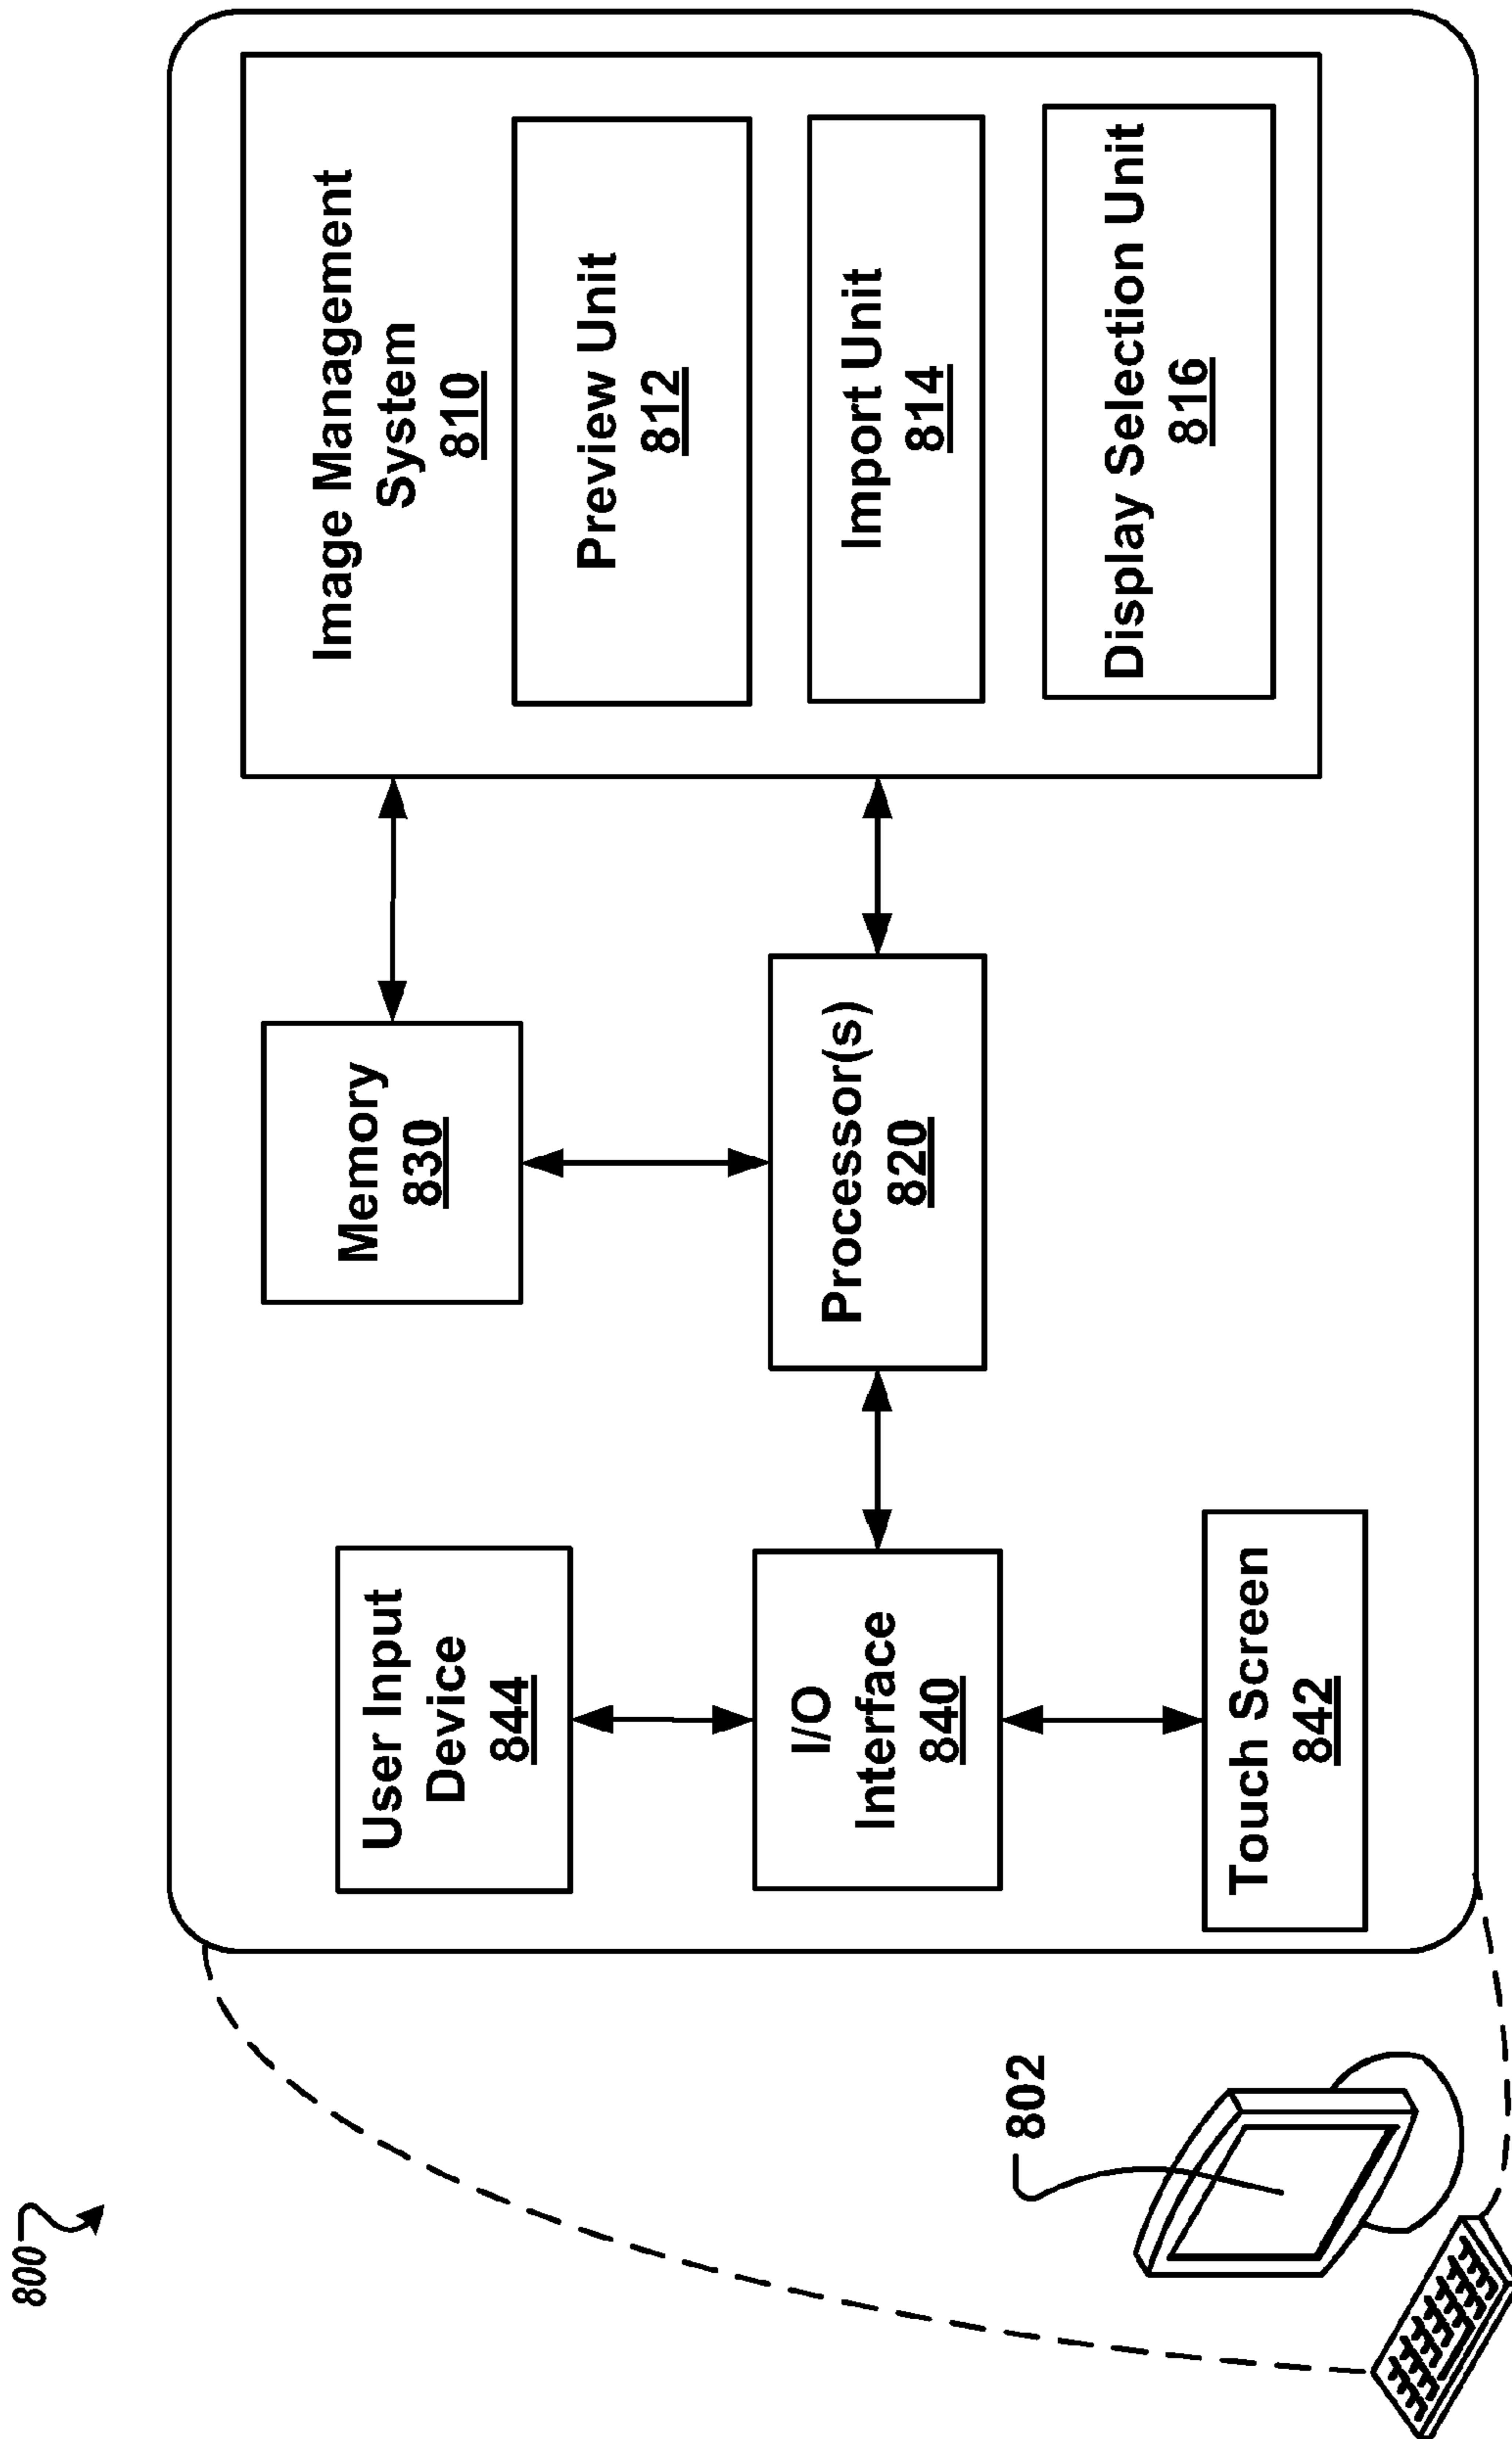 800
802
User Input
Device
844
I/O
Interface
840
Touch Screen
842
Memory
830
Processor(s)
820
Image Management
System
810
Preview Unit
812
Import Unit
814
Display Selection Unit
816